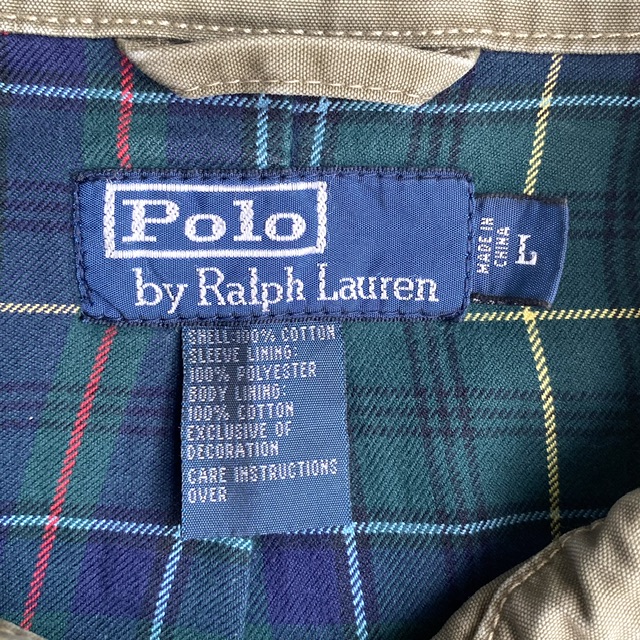 Polo
by Ralph Lauren
MADE IN
CHINA
L
SHELL:100% COTTON
SLEEVE LINING:
100% POLYESTER
BODY LINING:
100% COTTON
EXCLUSIVE OF
DECORATION
CARE INSTRUCTIONS
OVER